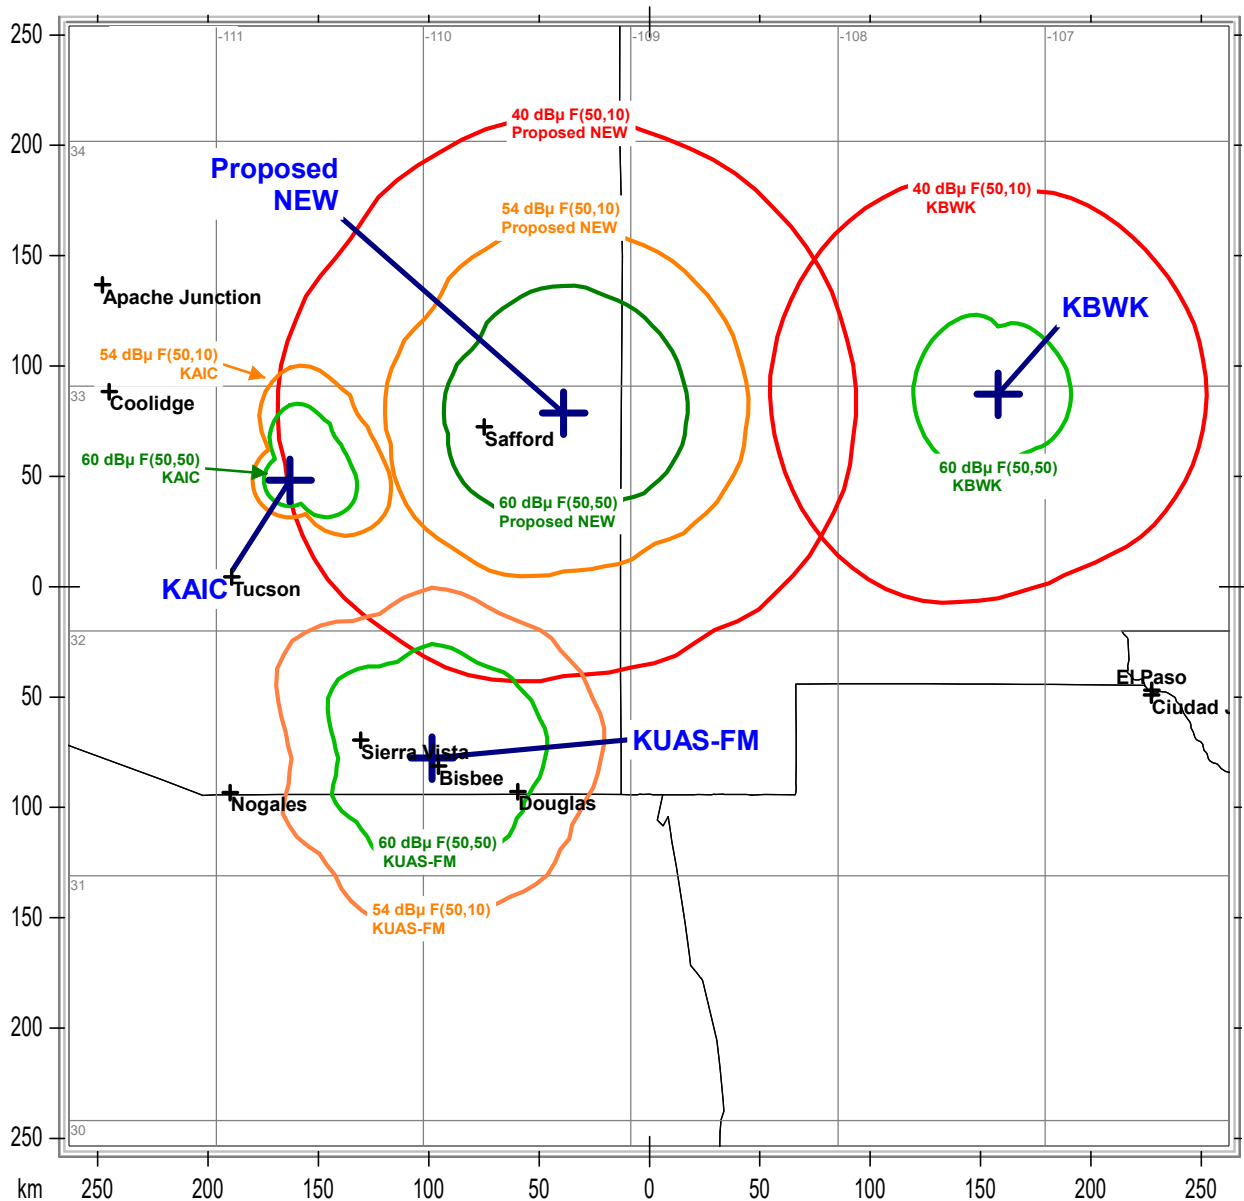 250
200
150
100
50
0
50
100
150
200
250
km
250
200
150
100
50
0
50
100
150
200
250
-111
-110
-109
-108
-107
34
33
32
31
30
40 dBµ F(50,10)
Proposed NEW
Proposed
NEW
54 dBµ F(50,10)
Proposed NEW
40 dBµ F(50,10)
KBWK
KBWK
Apache Junction
54 dBµ F(50,10)
KAIC
Coolidge
Safford
60 dBµ F(50,50)
KAIC
60 dBµ F(50,50)
KBWK
60 dBµ F(50,50)
Proposed NEW
KAIC
Tucson
El Paso
Ciudad J
KUAS-FM
Sierra Vista
Bisbee
Nogales
Douglas
60 dBµ F(50,50)
KUAS-FM
54 dBµ F(50,10)
KUAS-FM